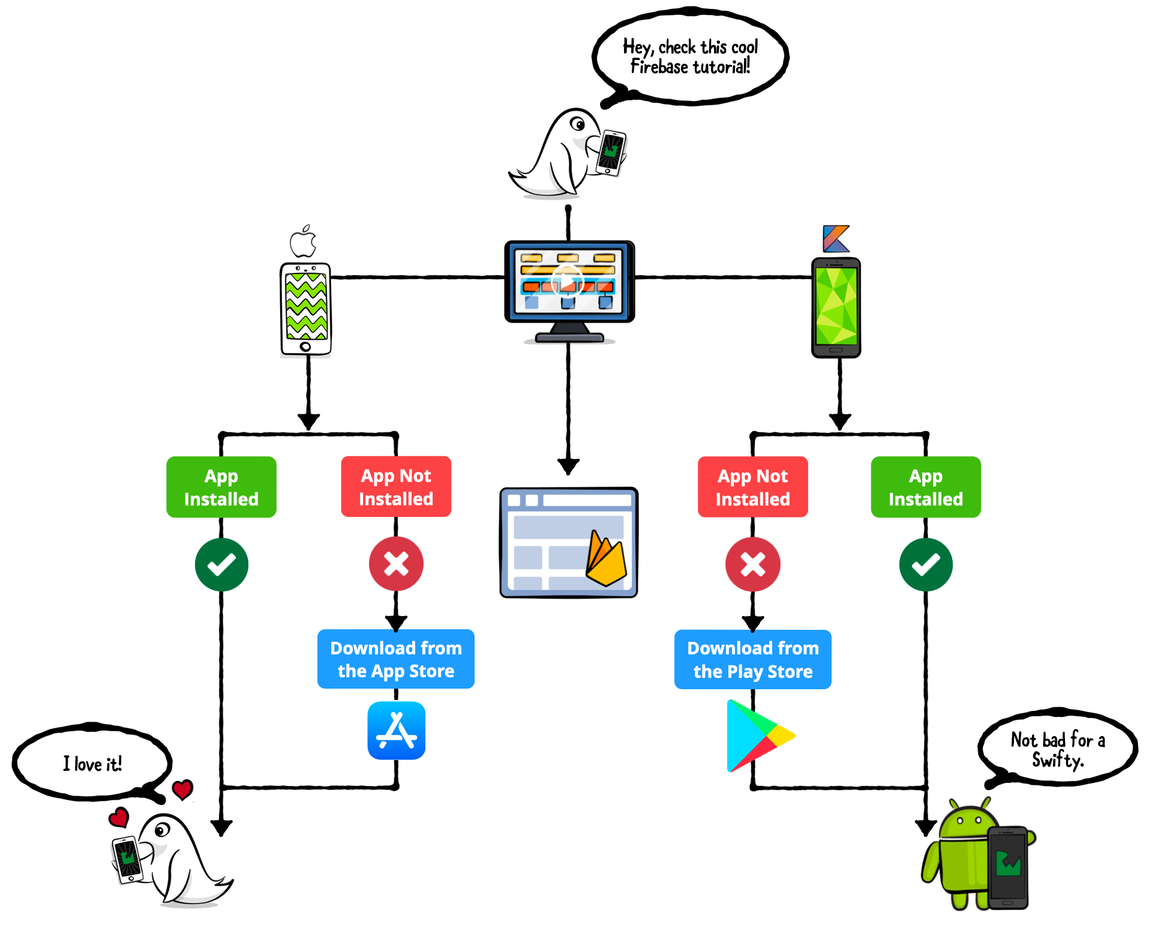 Hey, check this cool
Firebase tutorial!
App
Installed
App Not
Installed
App Not
Installed
App
Installed
Download from
the App Store
Download from
the Play Store
I love it!
Not bad for a
Swifty.